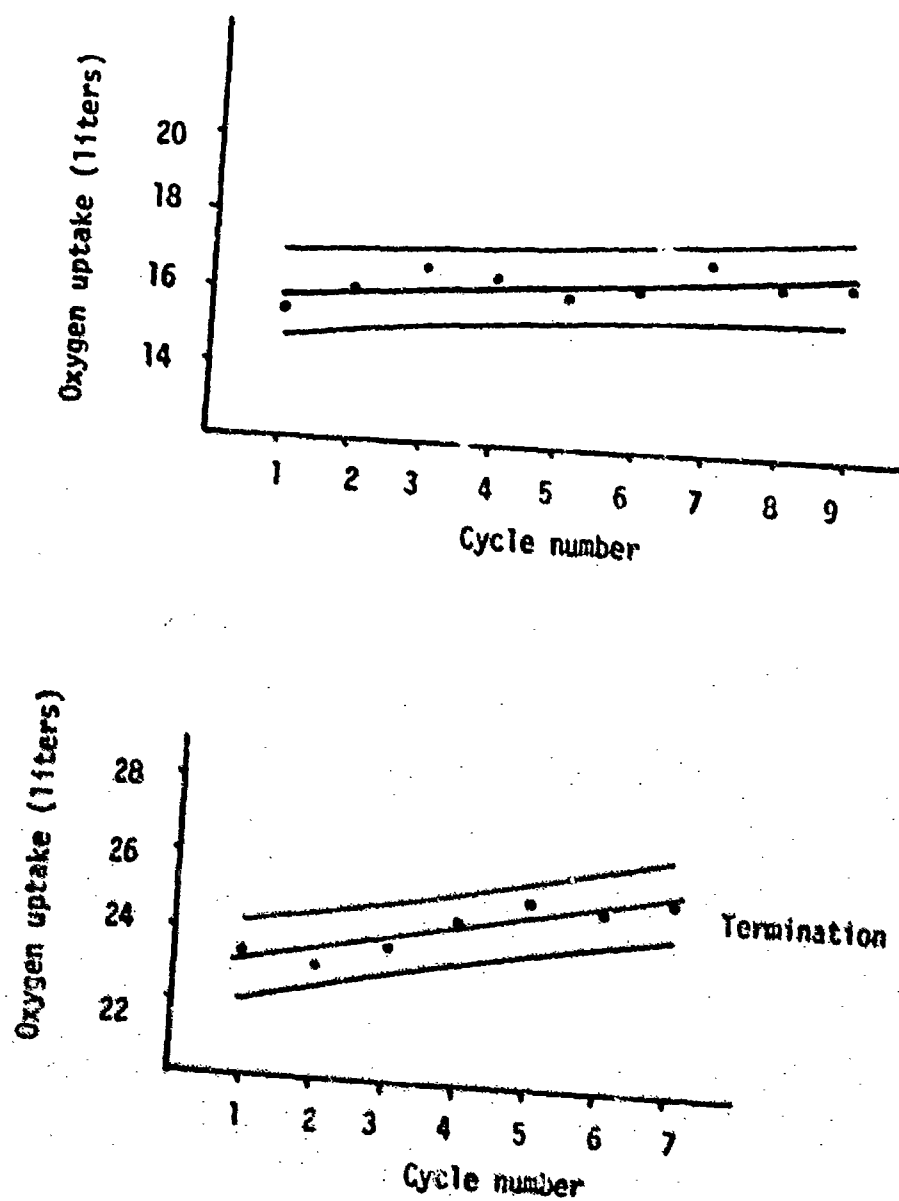 Oxygen uptake (liters)
20
18
16
14
1 2 3 4 5 6 7 8 9
Cycle number
Oxygen uptake (liters)
28
26
24
22
Termination
1 2 3 4 5 6 7
Cycle number